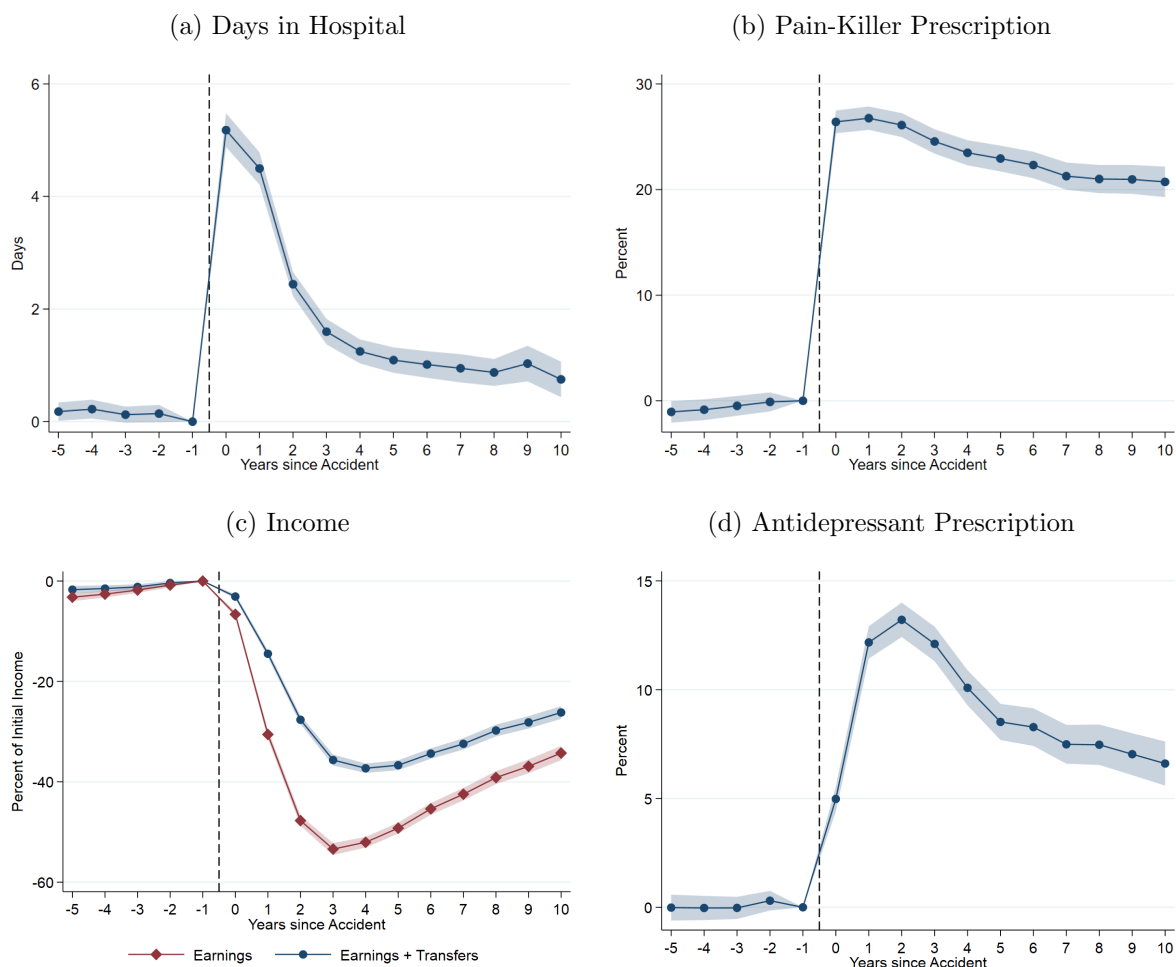 (a) Days in Hospital
6
4
2
0
Days
-5 -4 -3 -2 -1 0 1 2 3 4 5 6 7 8 9 10
Years since Accident
(b) Pain-Killer Prescription
30
20
10
0
Percent
-5 -4 -3 -2 -1 0 1 2 3 4 5 6 7 8 9 10
Years since Accident
(c) Income
0
-20
-40
-60
Percent of Initial Income
-5 -4 -3 -2 -1 0 1 2 3 4 5 6 7 8 9 10
Years since Accident
Earnings Earnings + Transfers
(d) Antidepressant Prescription
15
10
5
0
Percent
-5 -4 -3 -2 -1 0 1 2 3 4 5 6 7 8 9 10
Years since Accident